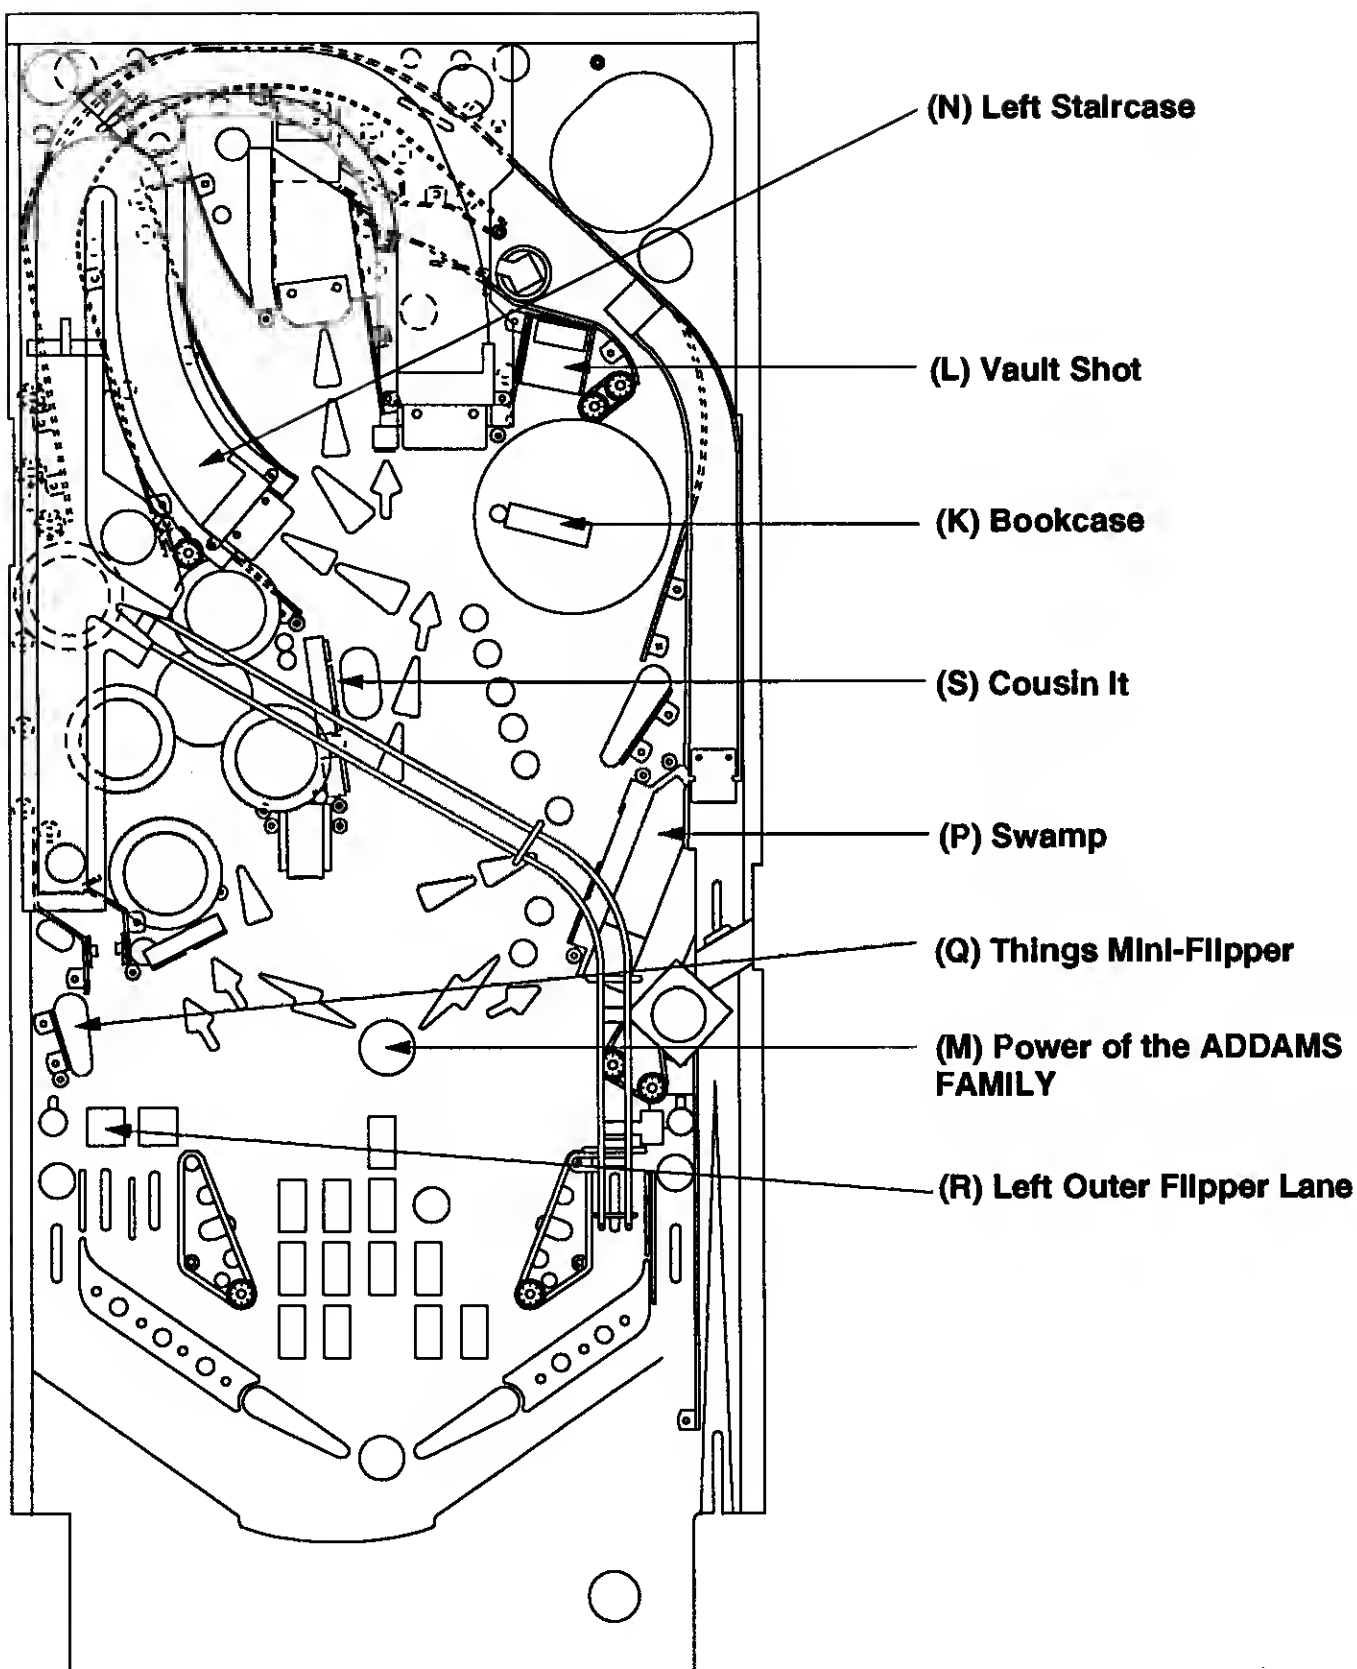 (N) Left Staircase
(L) Vault Shot
(K) Bookcase
(S) Cousin It
(P) Swamp
(Q) Things Mini-Flipper
(M) Power of the ADDAMS
FAMILY
(R) Left Outer Flipper Lane